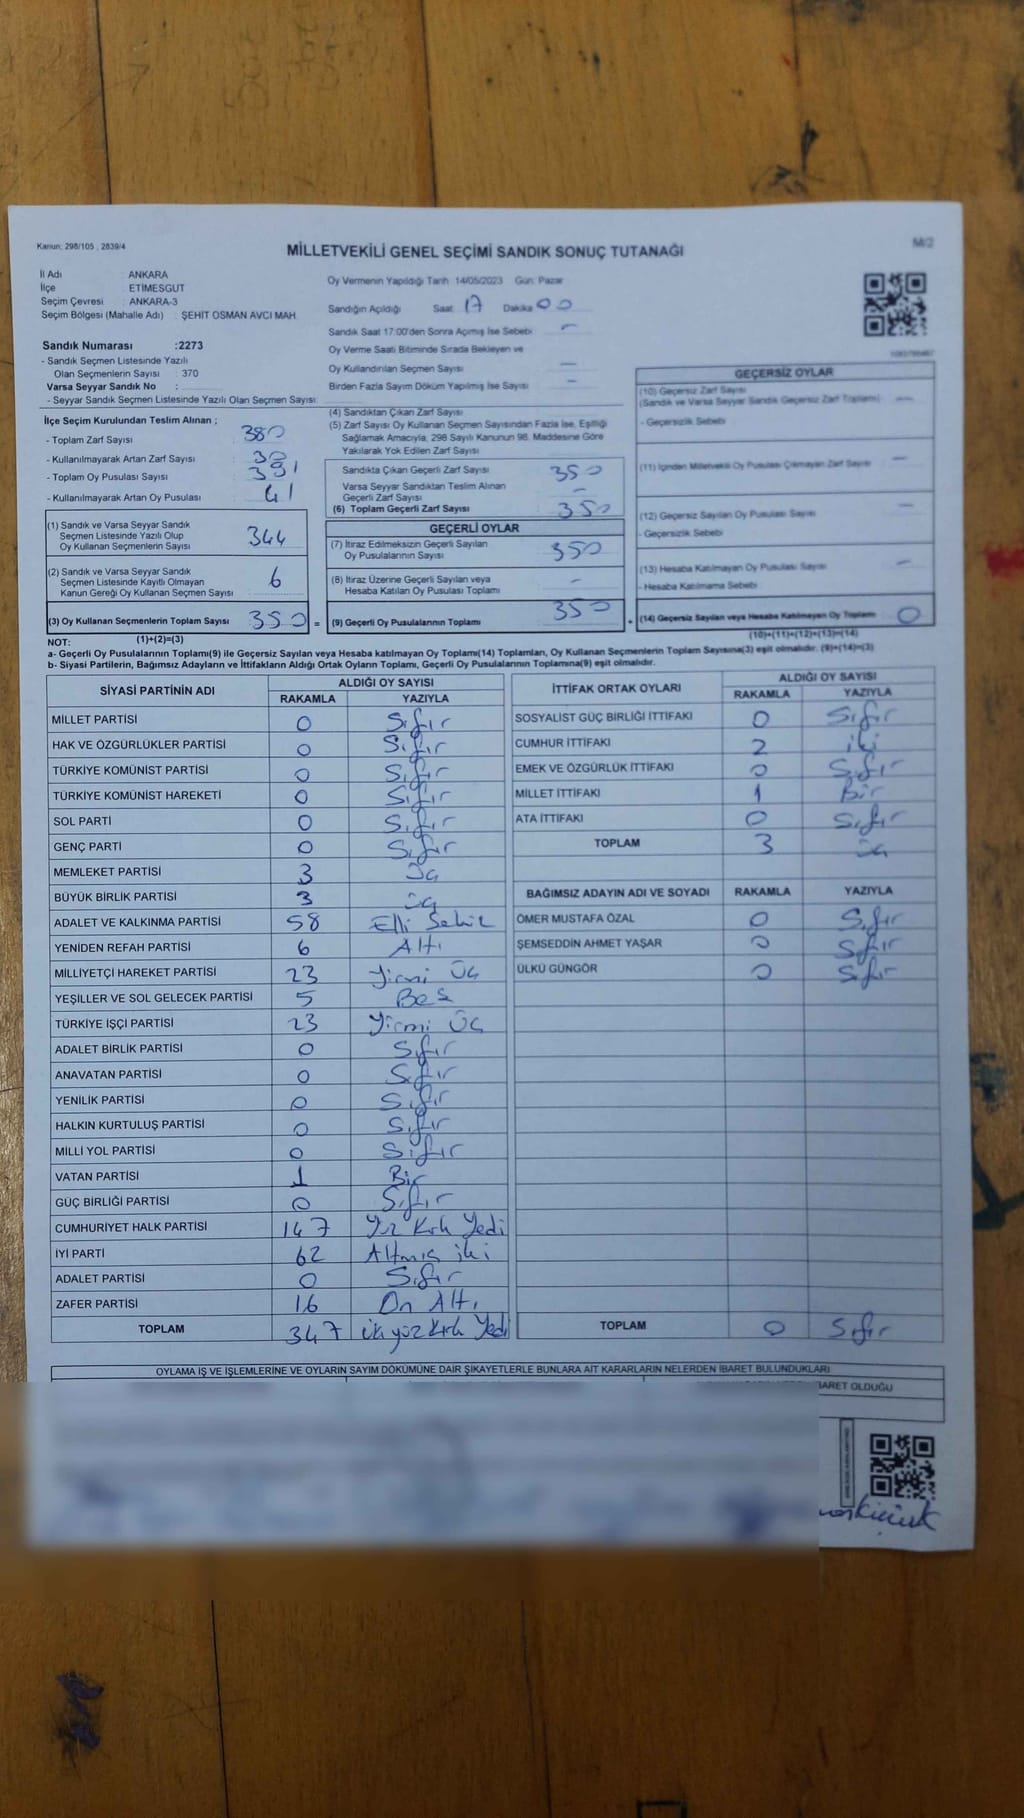 Kanun; 298/105 ; 2839/4
M/2
MİLLETVEKİLİ GENEL SEÇİMİ SANDIK SONUÇ TUTANAĞI
İl Adı : ANKARA
İlçe : ETİMESGUT
Seçim Çevresi : ANKARA-3
Seçim Bölgesi (Mahalle Adı) : ŞEHİT OSMAN AVCI MAH.
Sandık Numarası :2273
- Sandık Seçmen Listesinde Yazılı
Olan Seçmenlerin Sayısı : 370
Varsa Seyyar Sandık No :
- Seyyar Sandık Seçmen Listesinde Yazılı Olan Seçmen Sayısı:
Oy Vermenin Yapıldığı Tarih 14/05/2023 Gün: Pazar
Sandığın Açıldığı Saat 17 Dakika 00
Sandık Saat 17:00'den Sonra Açımış İse Sebebi -
Oy Verme Saati Bitiminde Sırada Bekleyen ve
Oy Kullandırılan Seçmen Sayısı -
Birden Fazla Sayım Döküm Yapılmış İse Sayısı -
İlçe Seçim Kurulundan Teslim Alınan ;
- Toplam Zarf Sayısı 380
- Kullanılmayarak Artan Zarf Sayısı 30
- Toplam Oy Pusulası Sayısı 391
- Kullanılmayarak Artan Oy Pusulası 41
(1) Sandık ve Varsa Seyyar Sandık
Seçmen Listesinde Yazılı Olup
Oy Kullanan Seçmenlerin Sayısı 344
(2) Sandık ve Varsa Seyyar Sandık
Seçmen Listesinde Kayıtlı Olmayan
Kanun Gereği Oy Kullanan Seçmen Sayısı 6
(3) Oy Kullanan Seçmenlerin Toplam Sayısı 350 =
(4) Sandıktan Çıkan Zarf Sayısı
(5) Zarf Sayısı Oy Kullanan Seçmen Sayısından Fazla İse, Eşitliği
Sağlamak Amacıyla, 298 Sayılı Kanunun 98. Maddesine Göre
Yakılarak Yok Edilen Zarf Sayısı
Sandıkta Çıkan Geçerli Zarf Sayısı 350
Varsa Seyyar Sandıktan Teslim Alınan
Geçerli Zarf Sayısı -
(6) Toplam Geçerli Zarf Sayısı 350
GEÇERLİ OYLAR
(7) İtiraz Edilmeksizin Geçerli Sayılan
Oy Pusulalarının Sayısı 350
(8) İtiraz Üzerine Geçerli Sayılan veya
Hesaba Katılan Oy Pusulası Toplamı -
(9) Geçerli Oy Pusulalarının Toplamı 350 +
GEÇERSİZ OYLAR
(10) Geçersiz Zarf Sayısı
(Sandık ve Varsa Seyyar Sandık Geçersiz Zarf Toplamı) -
- Geçersizlik Sebebi
(11) İçinden Milletvekili Oy Pusulası Çıkmayan Zarf Sayısı -
(12) Geçersiz Sayılan Oy Pusulası Sayısı -
- Geçersizlik Sebebi
(13) Hesaba Katılmayan Oy Pusulası Sayısı -
- Hesaba Katılmama Sebebi
(14) Geçersiz Sayılan veya Hesaba Katılmayan Oy Toplamı 0
NOT: (1)+(2)=(3)
(10)+(11)+(12)+(13)=(14)
a- Geçerli Oy Pusulalarının Toplamı(9) ile Geçersiz Sayılan veya Hesaba katılmayan Oy Toplamı(14) Toplamları, Oy Kullanan Seçmenlerin Toplam Sayısına(3) eşit olmalıdır. (9)+(14)=(3)
b- Siyasi Partilerin, Bağımsız Adayların ve İttifakların Aldığı Ortak Oyların Toplamı, Geçerli Oy Pusulalarının Toplamına(9) eşit olmalıdır.
SİYASİ PARTİNİN ADI ALDIĞI OY SAYISI
RAKAMLA YAZIYLA
MİLLET PARTİSİ 0 Sıfır
HAK VE ÖZGÜRLÜKLER PARTİSİ 0 Sıfır
TÜRKİYE KOMÜNİST PARTİSİ 0 Sıfır
TÜRKİYE KOMÜNİST HAREKETİ 0 Sıfır
SOL PARTİ 0 Sıfır
GENÇ PARTİ 0 Sıfır
MEMLEKET PARTİSİ 3 üç
BÜYÜK BİRLİK PARTİSİ 3 üç
ADALET VE KALKINMA PARTİSİ 58 Elli Sekiz
YENİDEN REFAH PARTİSİ 6 Altı
MİLLİYETÇİ HAREKET PARTİSİ 23 Yirmi Üç
YEŞİLLER VE SOL GELECEK PARTİSİ 5 Beş
TÜRKİYE İŞÇİ PARTİSİ 23 Yirmi Üç
ADALET BİRLİK PARTİSİ 0 Sıfır
ANAVATAN PARTİSİ 0 Sıfır
YENİLİK PARTİSİ 0 Sıfır
HALKIN KURTULUŞ PARTİSİ 0 Sıfır
MİLLİ YOL PARTİSİ 0 Sıfır
VATAN PARTİSİ 1 Bir
GÜÇ BİRLİĞİ PARTİSİ 0 Sıfır
CUMHURİYET HALK PARTİSİ 147 Yüz Kırk Yedi
İYİ PARTİ 62 Altmış iki
ADALET PARTİSİ 0 Sıfır
ZAFER PARTİSİ 16 On Altı
TOPLAM 347 üç yüz Kırk Yedi
İTTİFAK ORTAK OYLARI ALDIĞI OY SAYISI
RAKAMLA YAZIYLA
SOSYALİST GÜÇ BİRLİĞİ İTTİFAKI 0 Sıfır
CUMHUR İTTİFAKI 2 iki
EMEK VE ÖZGÜRLÜK İTTİFAKI 0 Sıfır
MİLLET İTTİFAKI 1 Bir
ATA İTTİFAKI 0 Sıfır
TOPLAM 3 üç
BAĞIMSIZ ADAYIN ADI VE SOYADI RAKAMLA YAZIYLA
ÖMER MUSTAFA ÖZAL 0 Sıfır
ŞEMSEDDİN AHMET YAŞAR 0 Sıfır
ÜLKÜ GÜNGÖR 0 Sıfır
TOPLAM 0 Sıfır
OYLAMA İŞ VE İŞLEMLERİNE VE OYLARIN SAYIM DÖKÜMÜNE DAİR ŞİKAYETLERLE BUNLARA AİT KARARLARIN NELERDEN İBARET BULUNDUKLARI
İBARET OLDUĞU